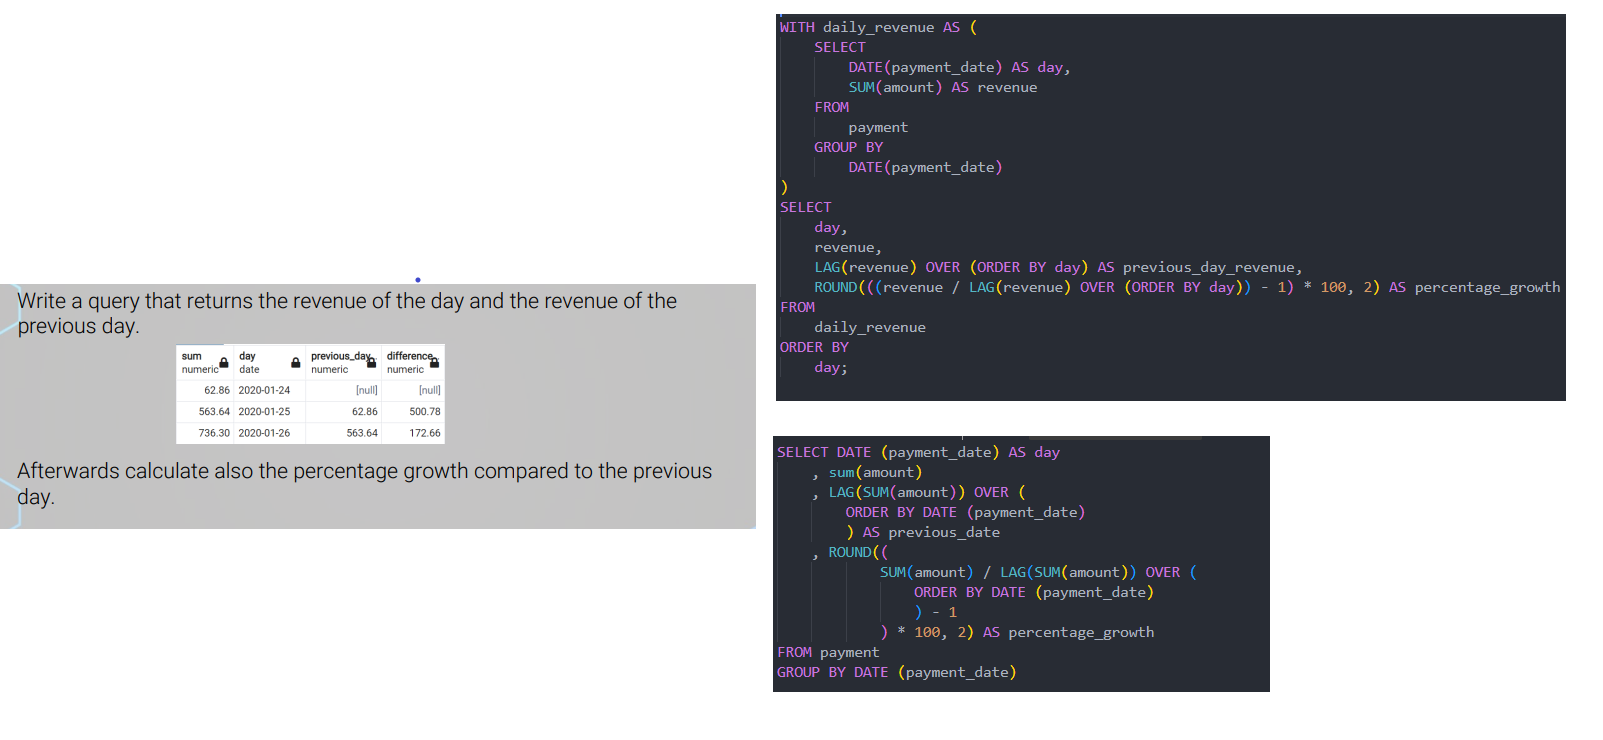 Write a query that returns the revenue of the day and the revenue of the
previous day.
sum day previous_day difference
numeric date numeric numeric
62.86 2020-01-24 [null] [null]
563.64 2020-01-25 62.86 500.78
736.30 2020-01-26 563.64 172.66
Afterwards calculate also the percentage growth compared to the previous
day.
WITH daily_revenue AS (
SELECT
DATE(payment_date) AS day,
SUM(amount) AS revenue
FROM
payment
GROUP BY
DATE(payment_date)
)
SELECT
day,
revenue,
LAG(revenue) OVER (ORDER BY day) AS previous_day_revenue,
ROUND(((revenue / LAG(revenue) OVER (ORDER BY day)) - 1) * 100, 2) AS percentage_growth
FROM
daily_revenue
ORDER BY
day;
SELECT DATE (payment_date) AS day
, sum(amount)
, LAG(SUM(amount)) OVER (
ORDER BY DATE (payment_date)
) AS previous_date
, ROUND((
SUM(amount) / LAG(SUM(amount)) OVER (
ORDER BY DATE (payment_date)
) - 1
) * 100, 2) AS percentage_growth
FROM payment
GROUP BY DATE (payment_date)